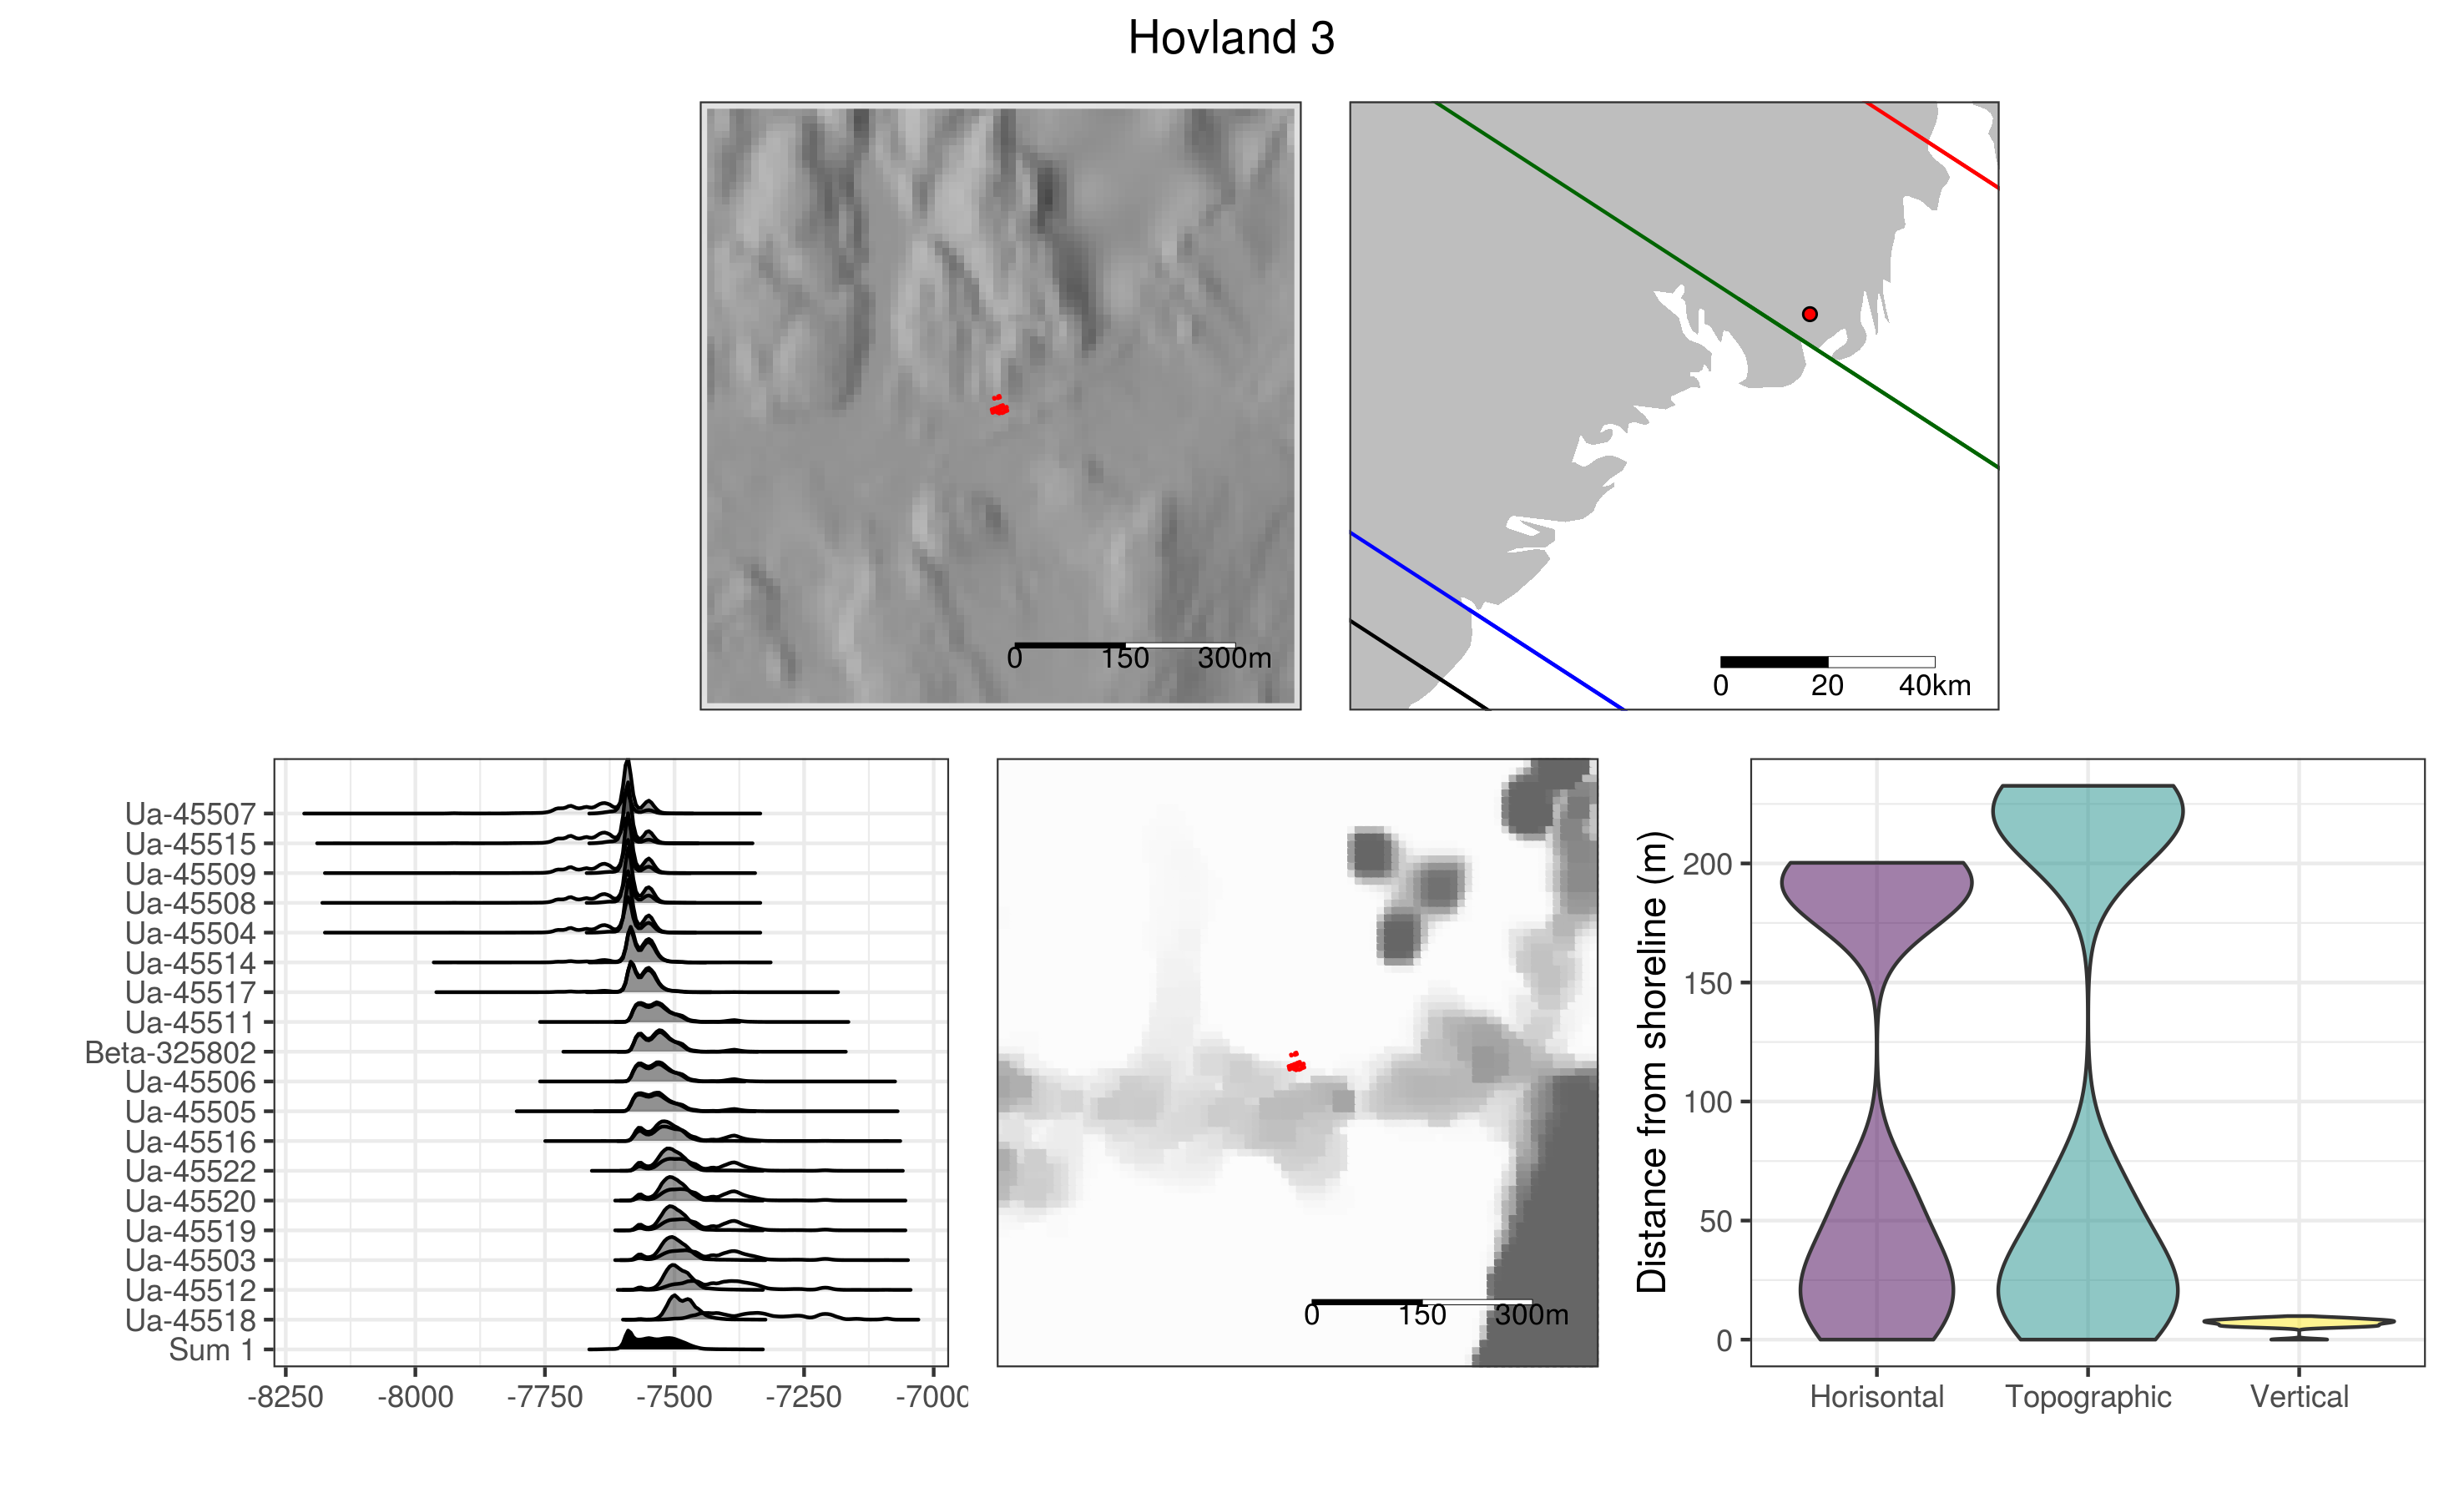 Hovland 3
0 150 300m
0 20 40km
Ua-45507
Ua-45515
Ua-45509
Ua-45508
Ua-45504
Ua-45514
Ua-45517
Ua-45511
Beta-325802
Ua-45506
Ua-45505
Ua-45516
Ua-45522
Ua-45520
Ua-45519
Ua-45503
Ua-45512
Ua-45518
Sum 1
-8250 -8000 -7750 -7500 -7250 -7000
0 150 300m
Distance from shoreline (m)
200
150
100
50
0
Horisontal Topographic Vertical